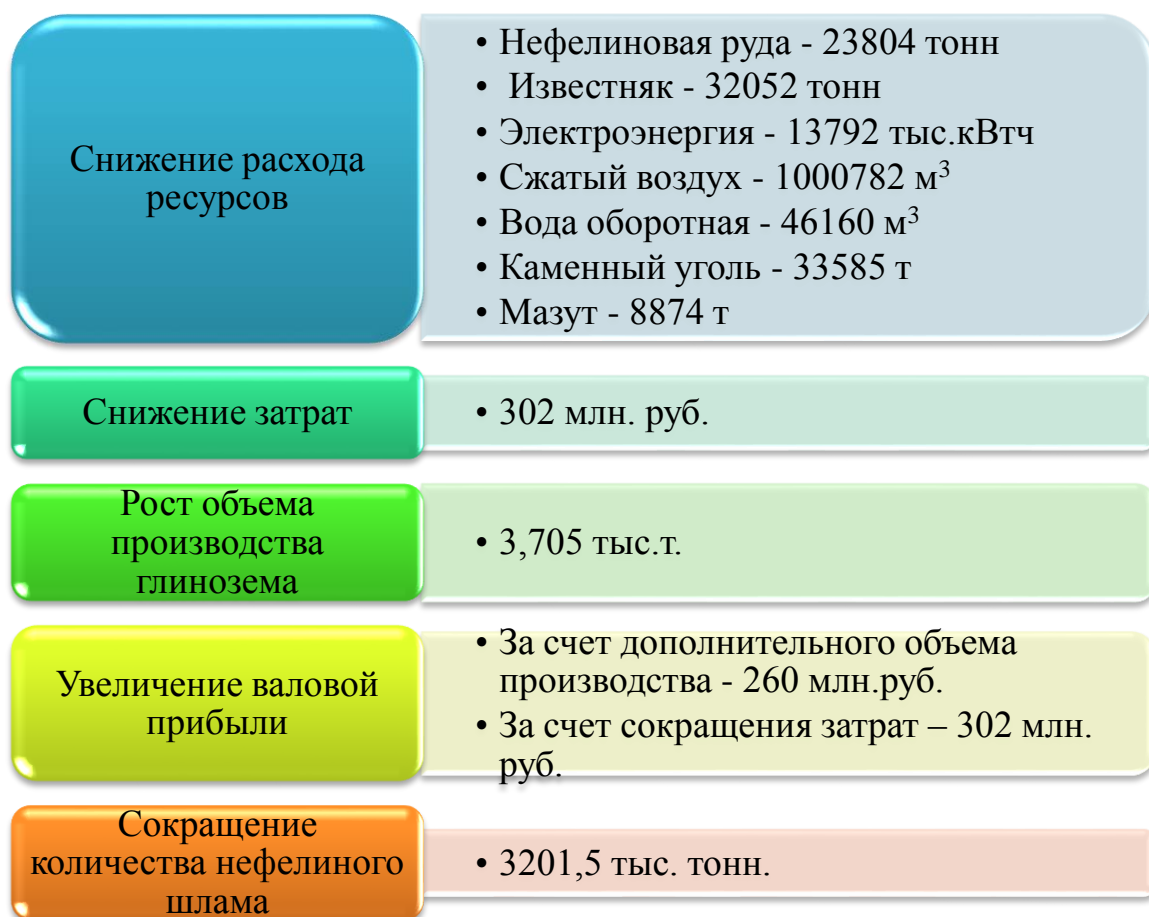 Снижение расхода
ресурсов
• Нефелиновая руда - 23804 тонн
• Известняк - 32052 тонн
• Электроэнергия - 13792 тыс.кВтч
• Сжатый воздух - 1000782 м³
• Вода оборотная - 46160 м³
• Каменный уголь - 33585 т
• Мазут - 8874 т
Снижение затрат
• 302 млн. руб.
Рост объема
производства
глинозема
• 3,705 тыс.т.
Увеличение валовой
прибыли
• За счет дополнительного объема
производства - 260 млн.руб.
• За счет сокращения затрат – 302 млн.
руб.
Сокращение
количества нефелиного
шлама
• 3201,5 тыс. тонн.